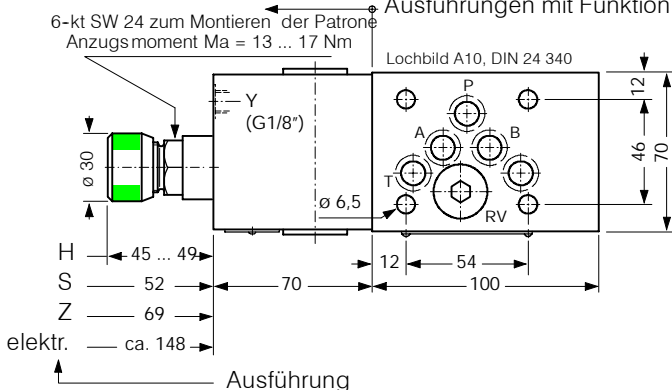 Ausführungen mit Funktion
6-kt SW 24 zum Montieren der Patrone
Anzugsmoment Ma = 13 ... 17 Nm
Lochbild A10, DIN 24 340
P
12
Y
(G1/8")
A
B
46
70
ø 30
T
ø 6,5
RV
H 45 ... 49
12
54
S 52
70
100
Z 69
elektr. ca. 148
Ausführung